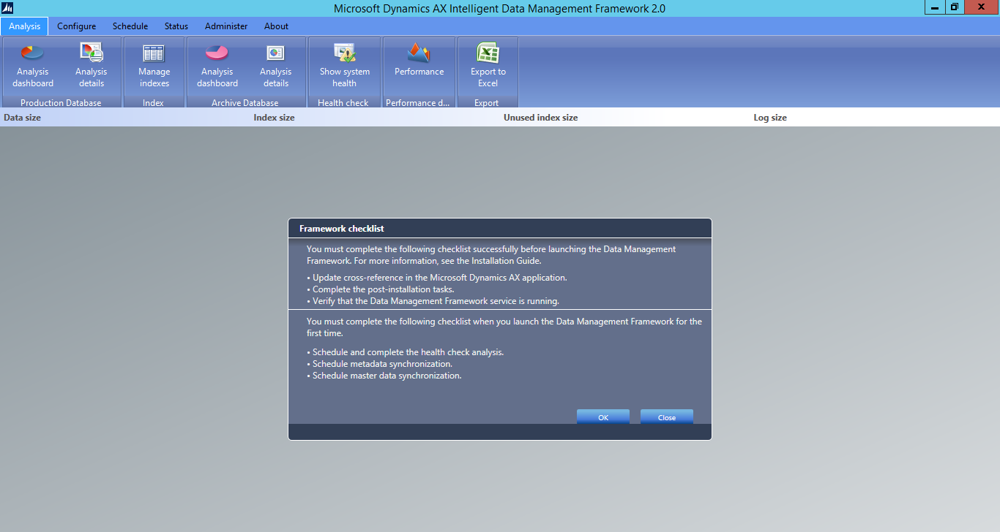 Microsoft Dynamics AX Intelligent Data Management Framework 2.0
Analysis Configure Schedule Status Administer About
Analysis dashboard
Analysis details
Production Database
Manage indexes
Index
Analysis dashboard
Analysis details
Archive Database
Show system health
Health check
Performance
Performance d...
Export to Excel
Export
Data size Index size Unused index size Log size
Framework checklist
You must complete the following checklist successfully before launching the Data Management
Framework. For more information, see the Installation Guide.
• Update cross-reference in the Microsoft Dynamics AX application.
• Complete the post-installation tasks.
• Verify that the Data Management Framework service is running.
You must complete the following checklist when you launch the Data Management Framework for the
first time.
• Schedule and complete the health check analysis.
• Schedule metadata synchronization.
• Schedule master data synchronization.
OK Close